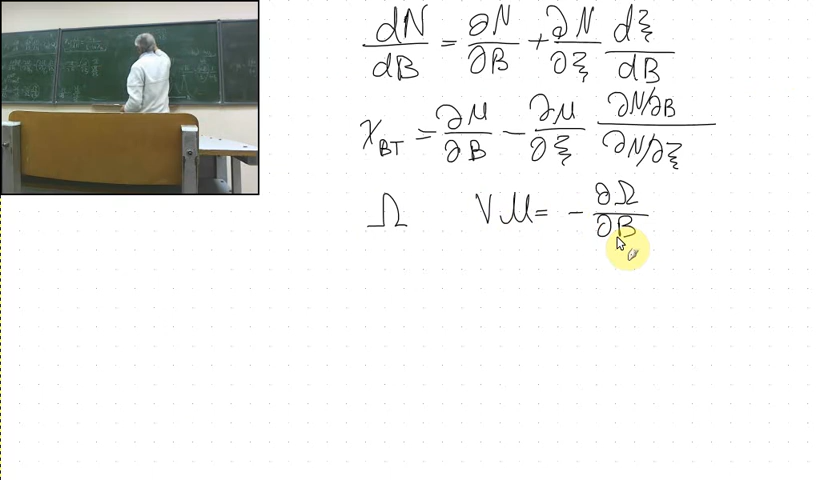 dN/dB = ∂N/∂B + ∂N/∂ξ dξ/dB
χ_BT = ∂M/∂B − ∂M/∂ξ (∂N/∂B)/(∂N/∂ξ)
Ω VM = − ∂Ω/∂B